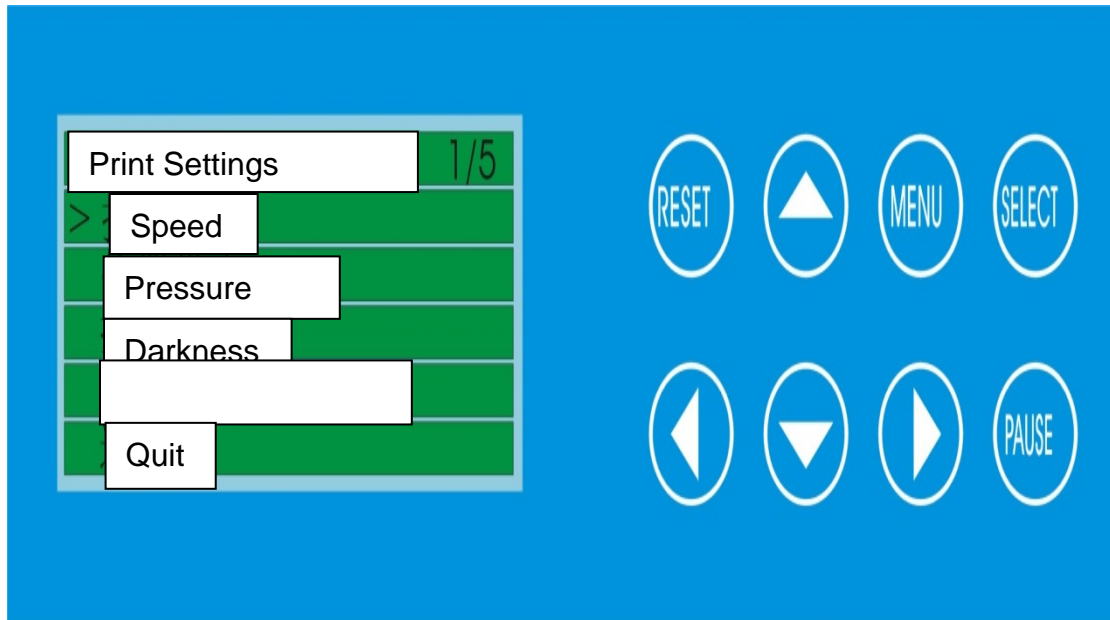 Print Settings 1/5
> Speed
Pressure
Darkness
Quit
RESET MENU SELECT
PAUSE